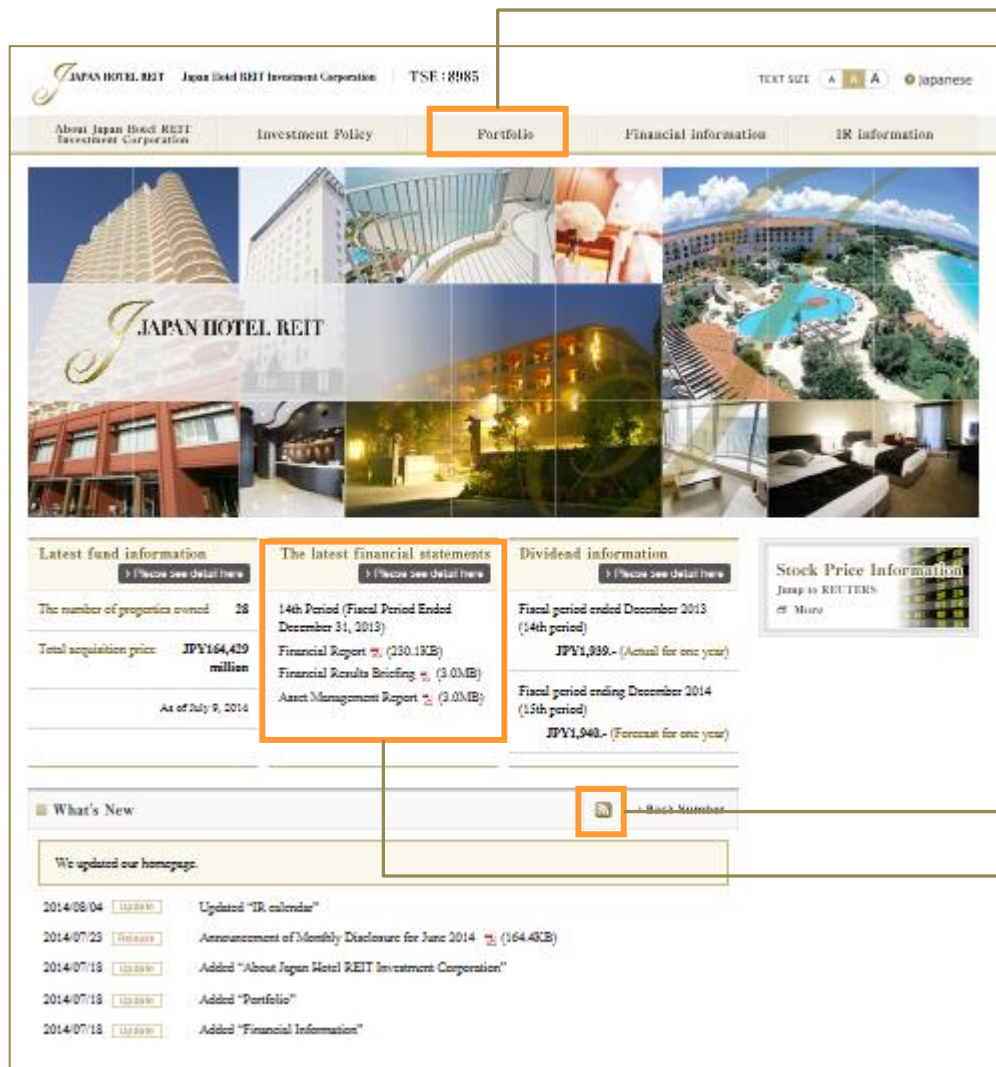 JAPAN HOTEL REIT Japan Hotel REIT Investment Corporation TSE : 8985
TEXT SIZE A A A Japanese
About Japan Hotel REIT
Investment Corporation
Investment Policy
Portfolio
Financial information
IR information
JAPAN HOTEL REIT
Latest fund information
Please see detail here
The number of properties owned 28
Total acquisition price JPY164,429
million
As of July 9, 2014
The latest financial statements
Please see detail here
14th Period (Fiscal Period Ended
December 31, 2013)
Financial Report (230.1KB)
Financial Results Briefing (3.0MB)
Asset Management Report (3.0MB)
Dividend information
Please see detail here
Fiscal period ended December 2013
(14th period)
JPY1,939.- (Actual for one year)
Fiscal period ending December 2014
(15th period)
JPY1,940.- (Forecast for one year)
Stock Price Information
Jump to REUTERS
More
What's New
Back Number
We updated our homepage.
2014/08/04 Update Updated "IR calendar"
2014/07/23 Release Announcement of Monthly Disclosure for June 2014 (164.4KB)
2014/07/18 Update Added "About Japan Hotel REIT Investment Corporation"
2014/07/18 Update Added "Portfolio"
2014/07/18 Update Added "Financial Information"